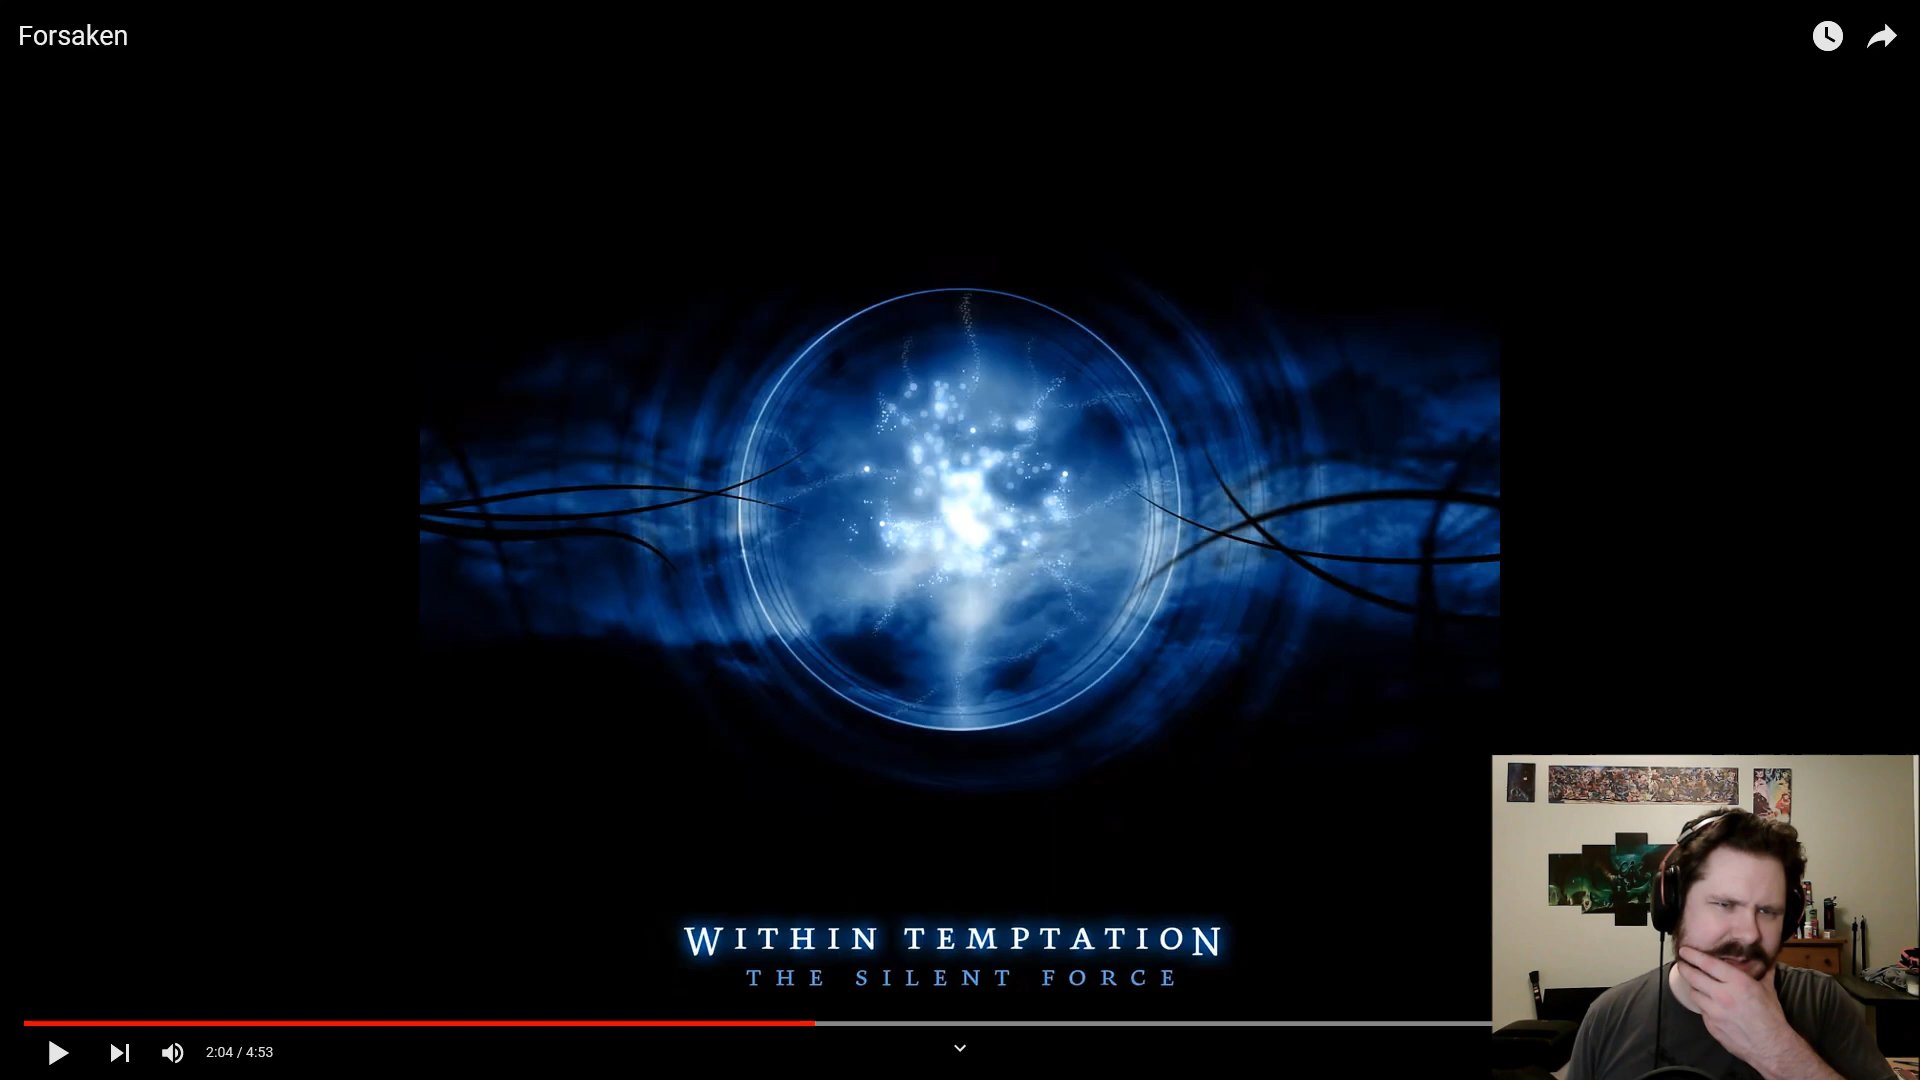 Forsaken
WITHIN TEMPTATION
THE SILENT FORCE
2:04 / 4:53